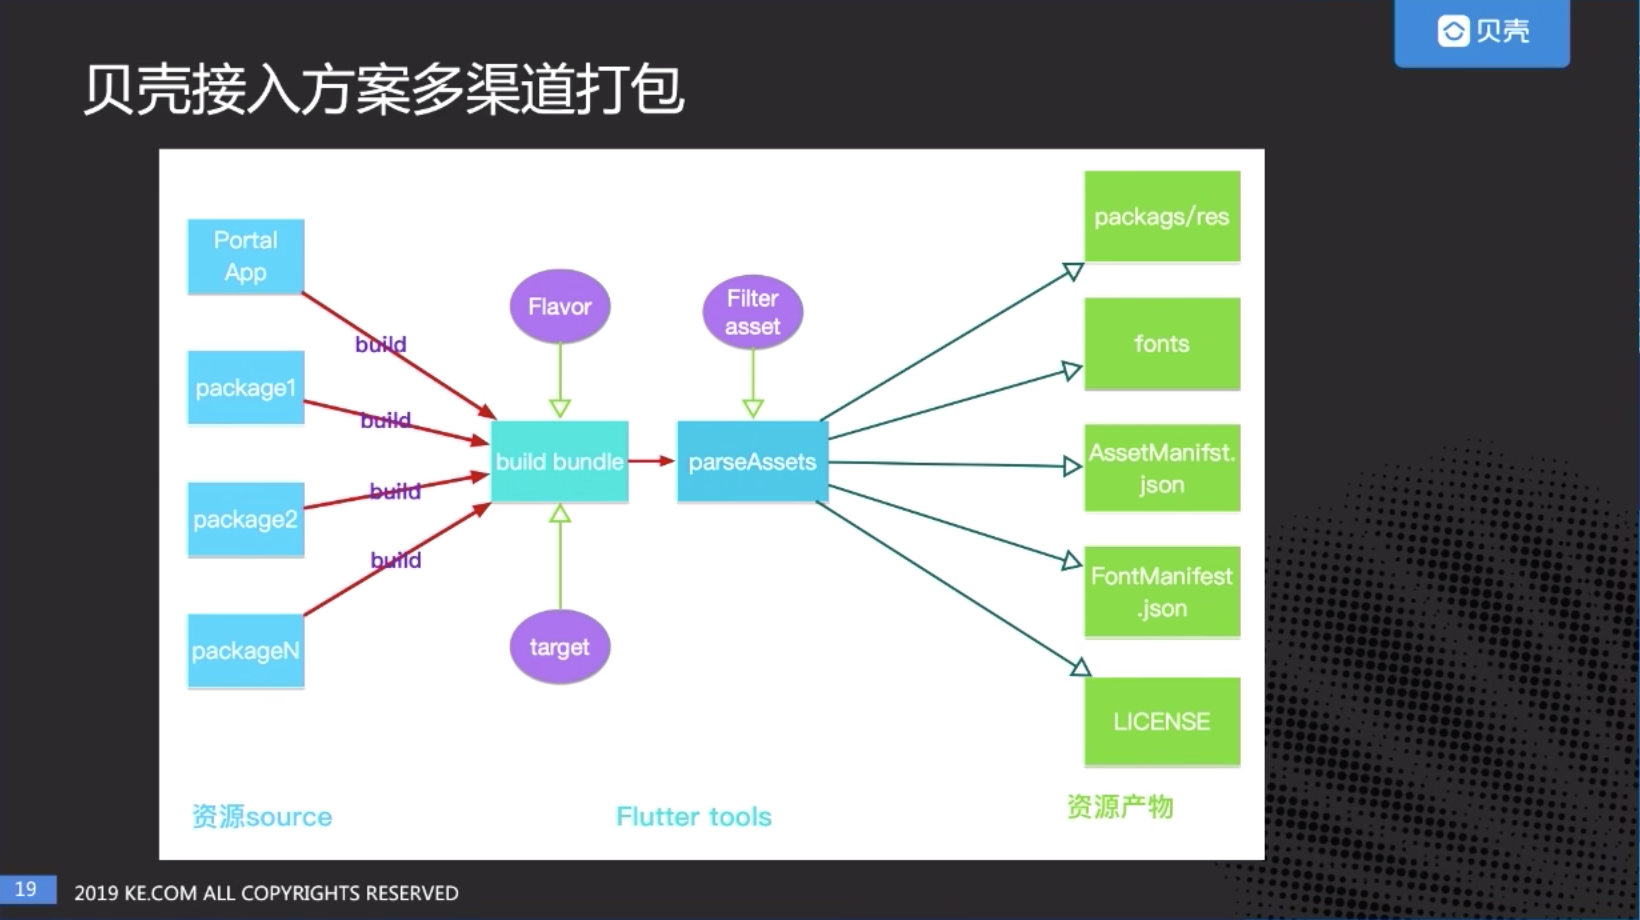 贝壳
贝壳接入方案多渠道打包
Portal
App
package1
package2
packageN
build
build
build
build
Flavor
build bundle
target
Filter
asset
parseAssets
packags/res
fonts
AssetManifst.
json
FontManifest
.json
LICENSE
资源source
Flutter tools
资源产物
19
2019 KE.COM ALL COPYRIGHTS RESERVED